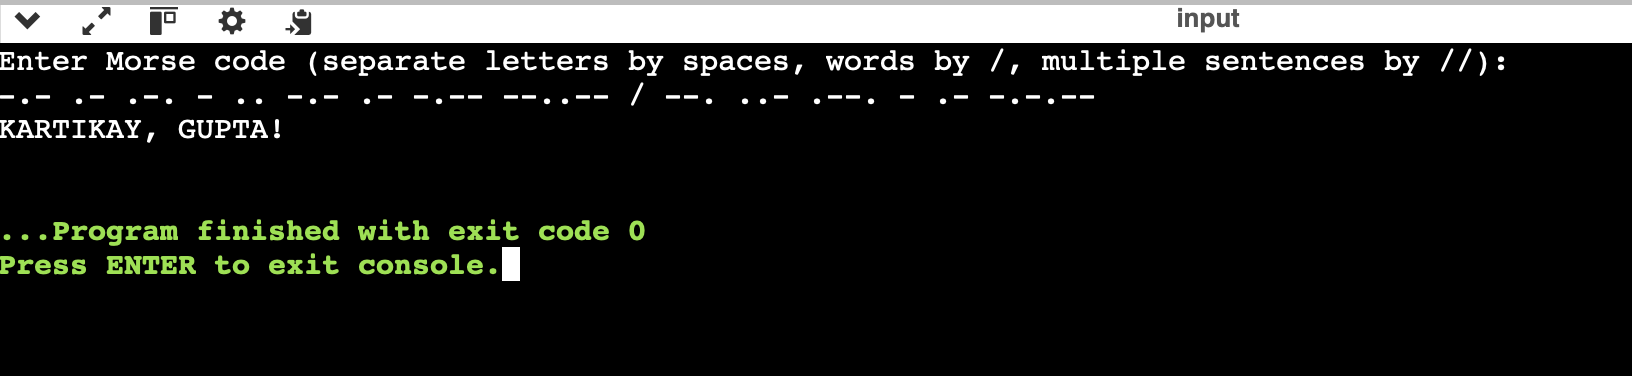 input
Enter Morse code (separate letters by spaces, words by /, multiple sentences by //):
-.- .- .-. - .. -.- .- -.-- --..-- / --. ..- .--. - .- -.-.--
KARTIKAY, GUPTA!
...Program finished with exit code 0
Press ENTER to exit console.